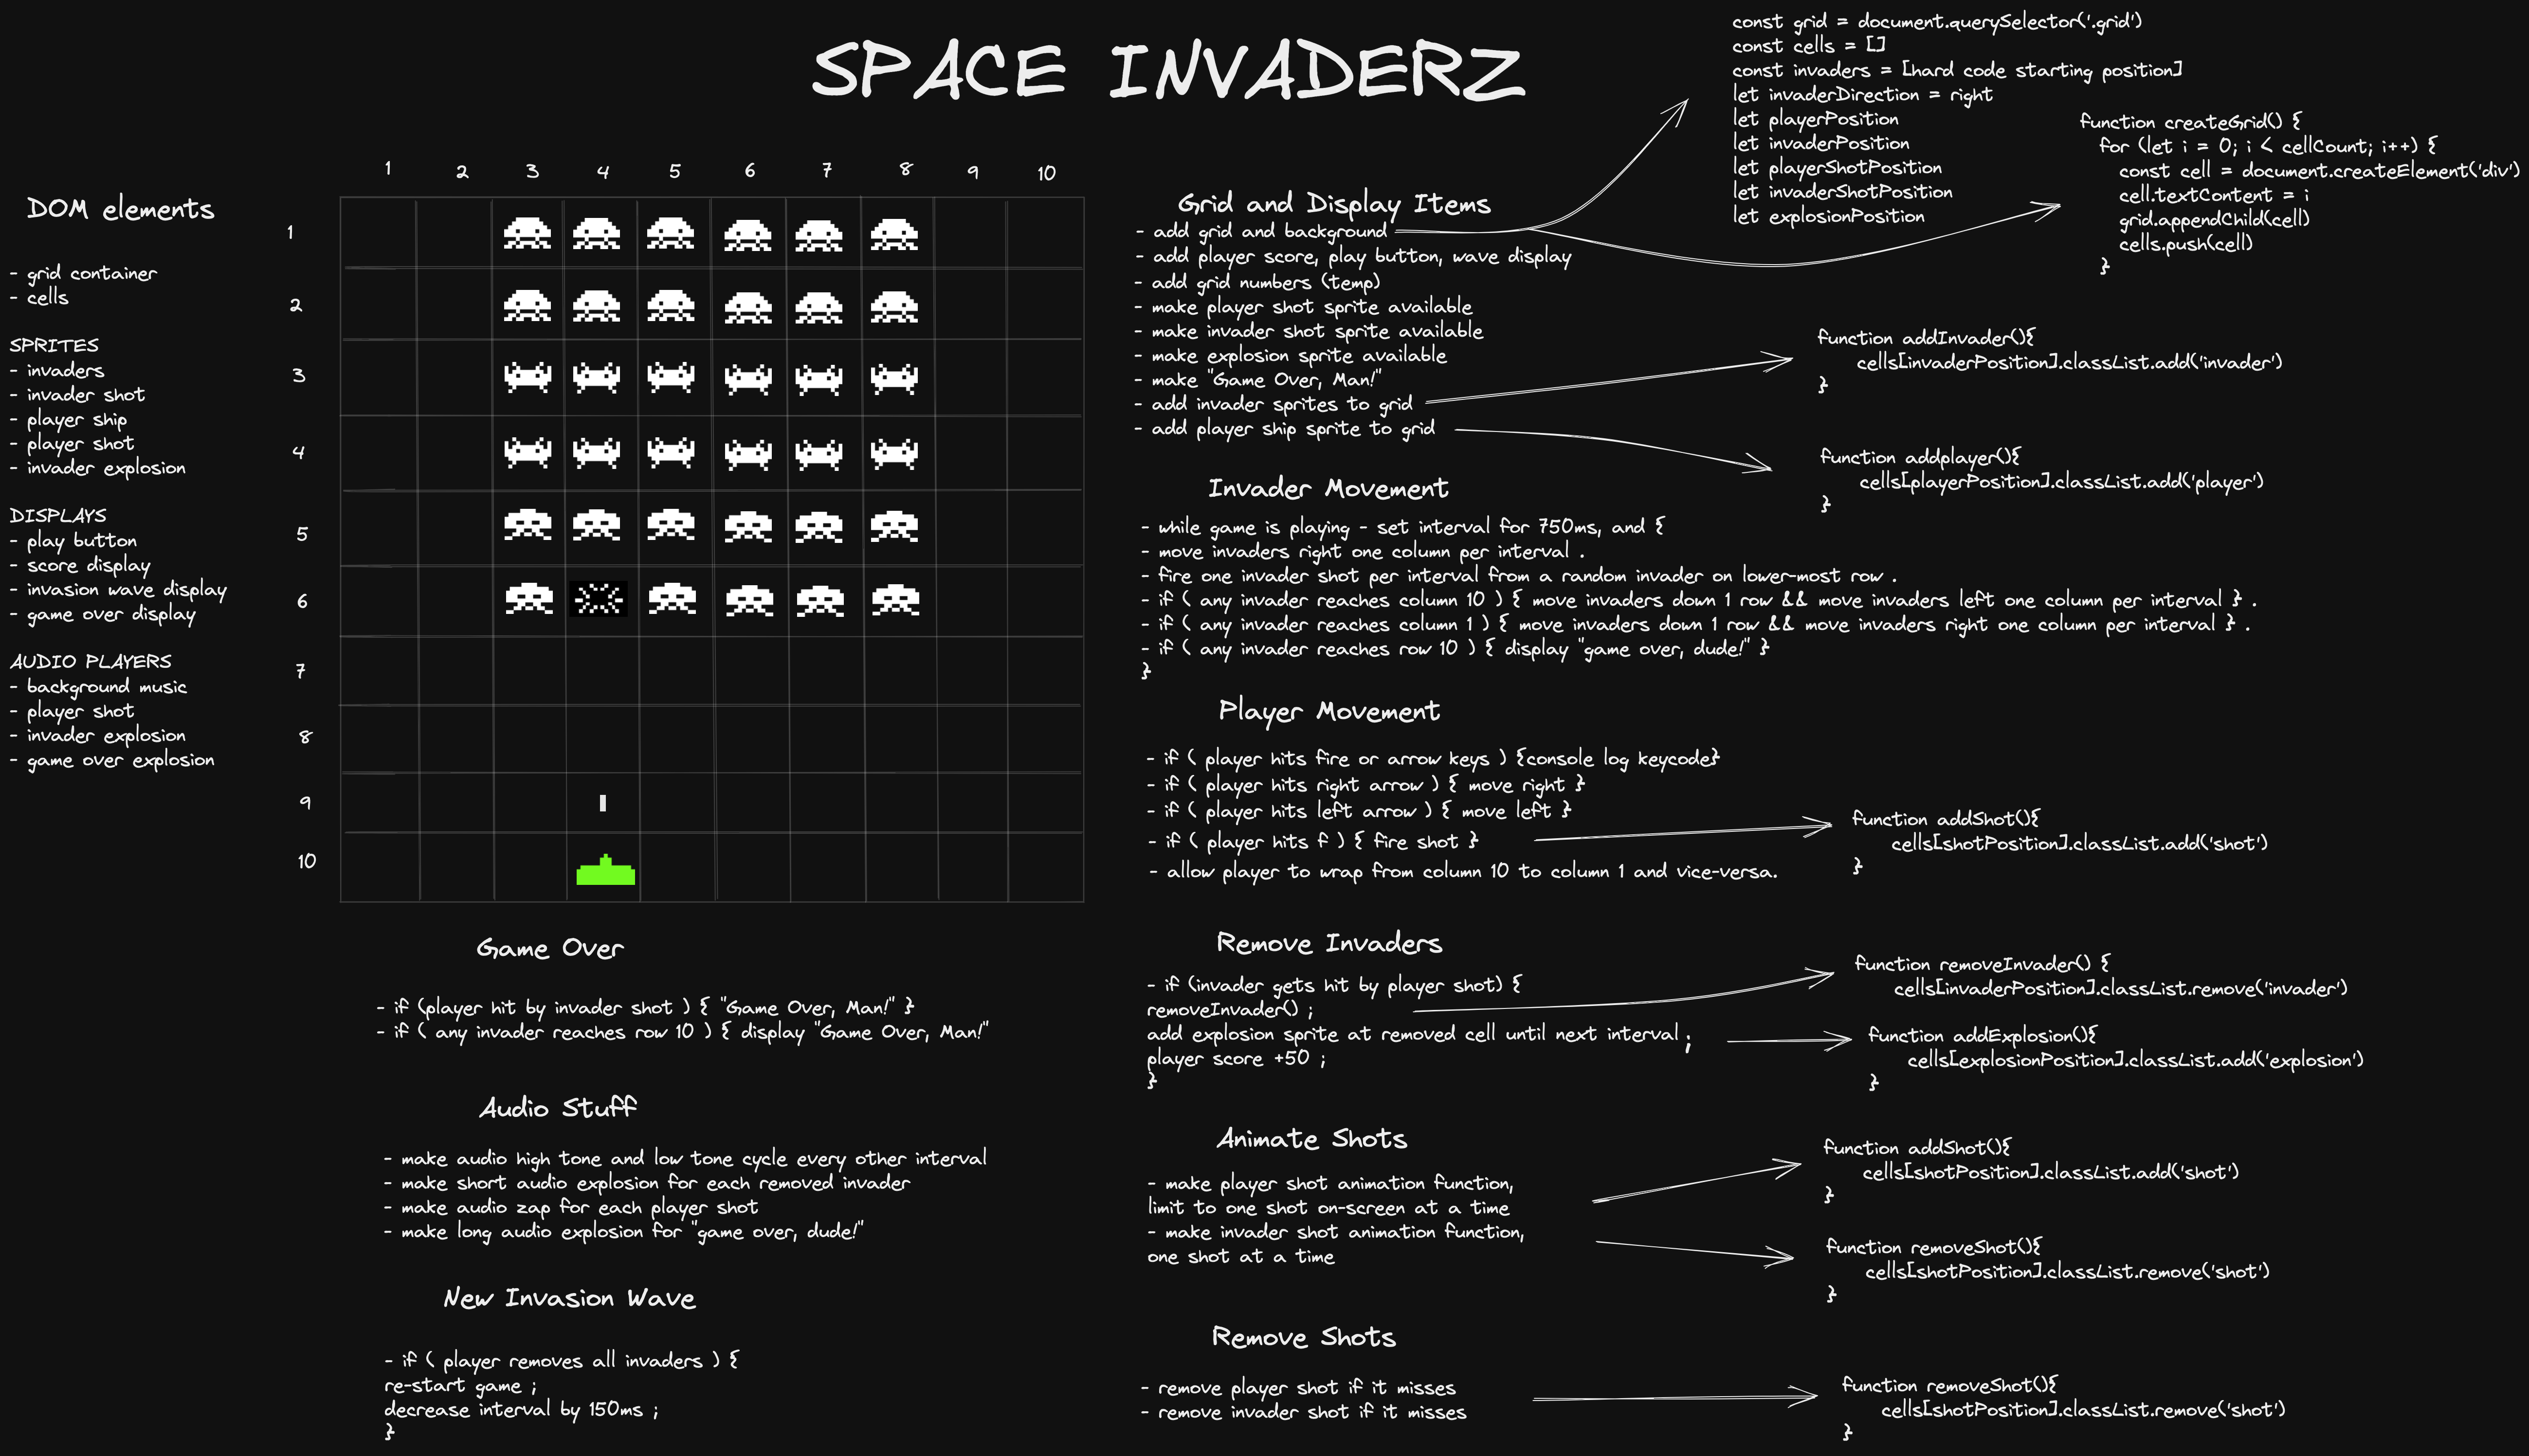 SPACE INVADERZ
DOM elements
- grid container
- cells
SPRITES
- invaders
- invader shot
- player ship
- player shot
- invader explosion
DISPLAYS
- play button
- score display
- invasion wave display
- game over display
AUDIO PLAYERS
- background music
- player shot
- invader explosion
- game over explosion
1 2 3 4 5 6 7 8 9 10
1
2
3
4
5
6
7
8
9
10
Game Over
- if (player hit by invader shot ) { "Game Over, Man!" }
- if ( any invader reaches row 10 ) { display "Game Over, Man!"
Audio Stuff
- make audio high tone and low tone cycle every other interval
- make short audio explosion for each removed invader
- make audio zap for each player shot
- make long audio explosion for "game over, dude!"
New Invasion Wave
- if ( player removes all invaders ) {
re-start game ;
decrease interval by 150ms ;
}
Grid and Display Items
- add grid and background
- add player score, play button, wave display
- add grid numbers (temp)
- make player shot sprite available
- make invader shot sprite available
- make explosion sprite available
- make "Game Over, Man!"
- add invader sprites to grid
- add player ship sprite to grid
const grid = document.querySelector('.grid')
const cells = []
const invaders = [hard code starting position]
let invaderDirection = right
let playerPosition
let invaderPosition
let playerShotPosition
let invaderShotPosition
let explosionPosition
function createGrid() {
for (let i = 0; i < cellCount; i++) {
const cell = document.createElement('div')
cell.textContent = i
grid.appendChild(cell)
cells.push(cell)
}
function addInvader(){
cells[invaderPosition].classList.add('invader')
}
function addplayer(){
cells[playerPosition].classList.add('player')
}
Invader Movement
- while game is playing - set interval for 750ms, and {
- move invaders right one column per interval .
- fire one invader shot per interval from a random invader on lower-most row .
- if ( any invader reaches column 10 ) { move invaders down 1 row && move invaders left one column per interval } .
- if ( any invader reaches column 1 ) { move invaders down 1 row && move invaders right one column per interval } .
- if ( any invader reaches row 10 ) { display "game over, dude!" }
}
Player Movement
- if ( player hits fire or arrow keys ) {console log keycode}
- if ( player hits right arrow ) { move right }
- if ( player hits left arrow ) { move left }
- if ( player hits f ) { fire shot }
- allow player to wrap from column 10 to column 1 and vice-versa.
function addShot(){
cells[shotPosition].classList.add('shot')
}
Remove Invaders
- if (invader gets hit by player shot) {
removeInvader() ;
add explosion sprite at removed cell until next interval ;
player score +50 ;
}
function removeInvader() {
cells[invaderPosition].classList.remove('invader')
function addExplosion(){
cells[explosionPosition].classList.add('explosion')
}
Animate Shots
- make player shot animation function,
limit to one shot on-screen at a time
- make invader shot animation function,
one shot at a time
function addShot(){
cells[shotPosition].classList.add('shot')
}
function removeShot(){
cells[shotPosition].classList.remove('shot')
}
Remove Shots
- remove player shot if it misses
- remove invader shot if it misses
function removeShot(){
cells[shotPosition].classList.remove('shot')
}